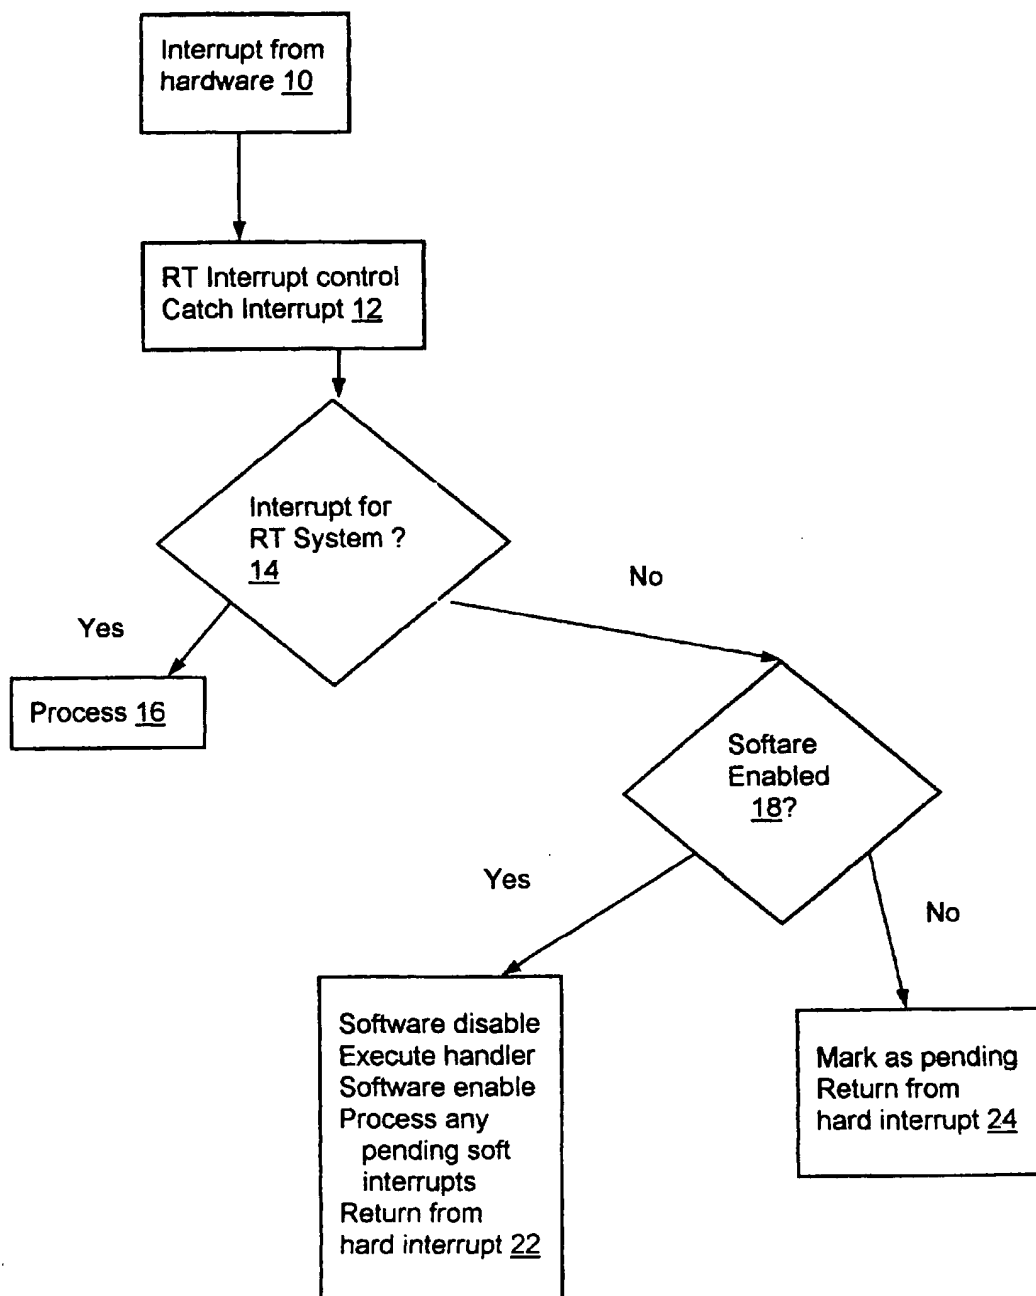 Interrupt from
hardware 10
RT Interrupt control
Catch Interrupt 12
Interrupt for
RT System ?
14
No
Yes
Process 16
Softare
Enabled
18?
Yes
No
Software disable
Execute handler
Software enable
Process any
pending soft
interrupts
Return from
hard interrupt 22
Mark as pending
Return from
hard interrupt 24